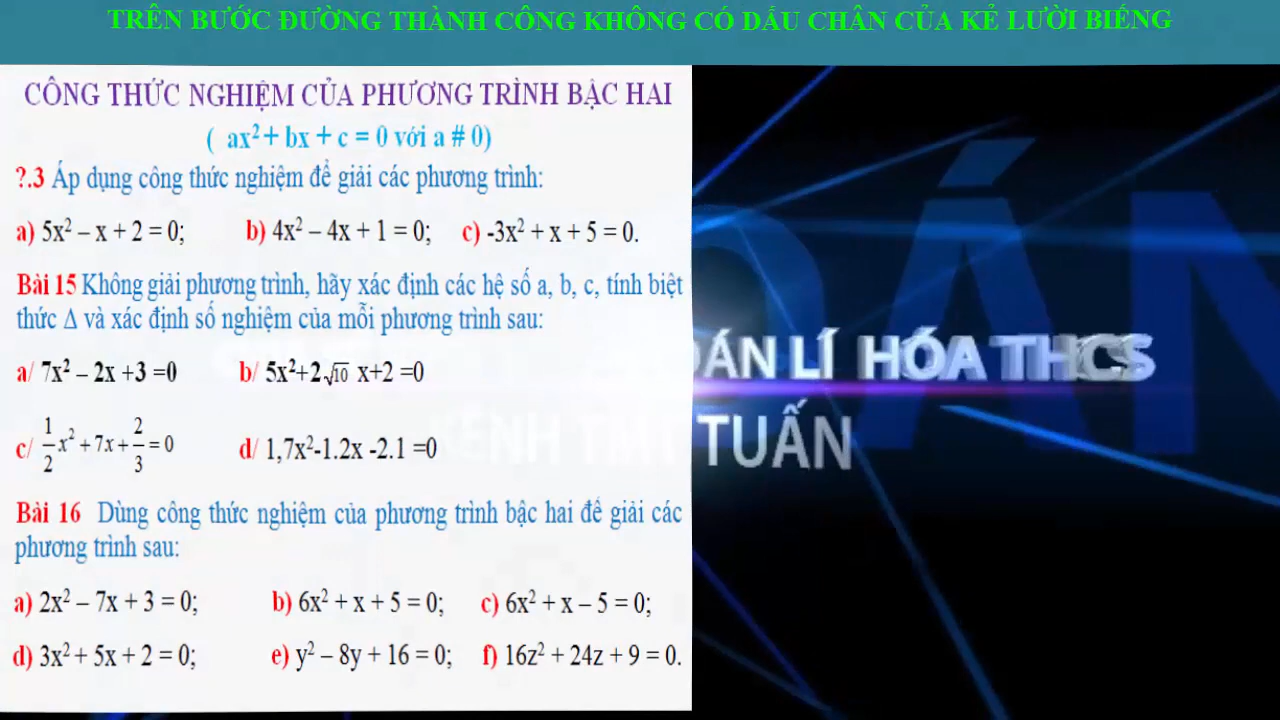 TRÊN BƯỚC ĐƯỜNG THÀNH CÔNG KHÔNG CÓ DẤU CHÂN CỦA KẺ LƯỜI BIẾNG
CÔNG THỨC NGHIỆM CỦA PHƯƠNG TRÌNH BẬC HAI
( ax² + bx + c = 0 với a # 0)
?.3 Áp dụng công thức nghiệm để giải các phương trình:
a) 5x² – x + 2 = 0; b) 4x² – 4x + 1 = 0; c) -3x² + x + 5 = 0.
Bài 15 Không giải phương trình, hãy xác định các hệ số a, b, c, tính biệt
thức Δ và xác định số nghiệm của mỗi phương trình sau:
a/ 7x² – 2x +3 =0 b/ 5x²+2√10 x+2 =0
c/ 1/2 x² + 7x + 2/3 = 0 d/ 1,7x²-1.2x -2.1 =0
Bài 16 Dùng công thức nghiệm của phương trình bậc hai để giải các
phương trình sau:
a) 2x² – 7x + 3 = 0; b) 6x² + x + 5 = 0; c) 6x² + x – 5 = 0;
d) 3x² + 5x + 2 = 0; e) y² – 8y + 16 = 0; f) 16z² + 24z + 9 = 0.
OÁN LÍ HÓA THCS
KÊNH TMT TUẤN